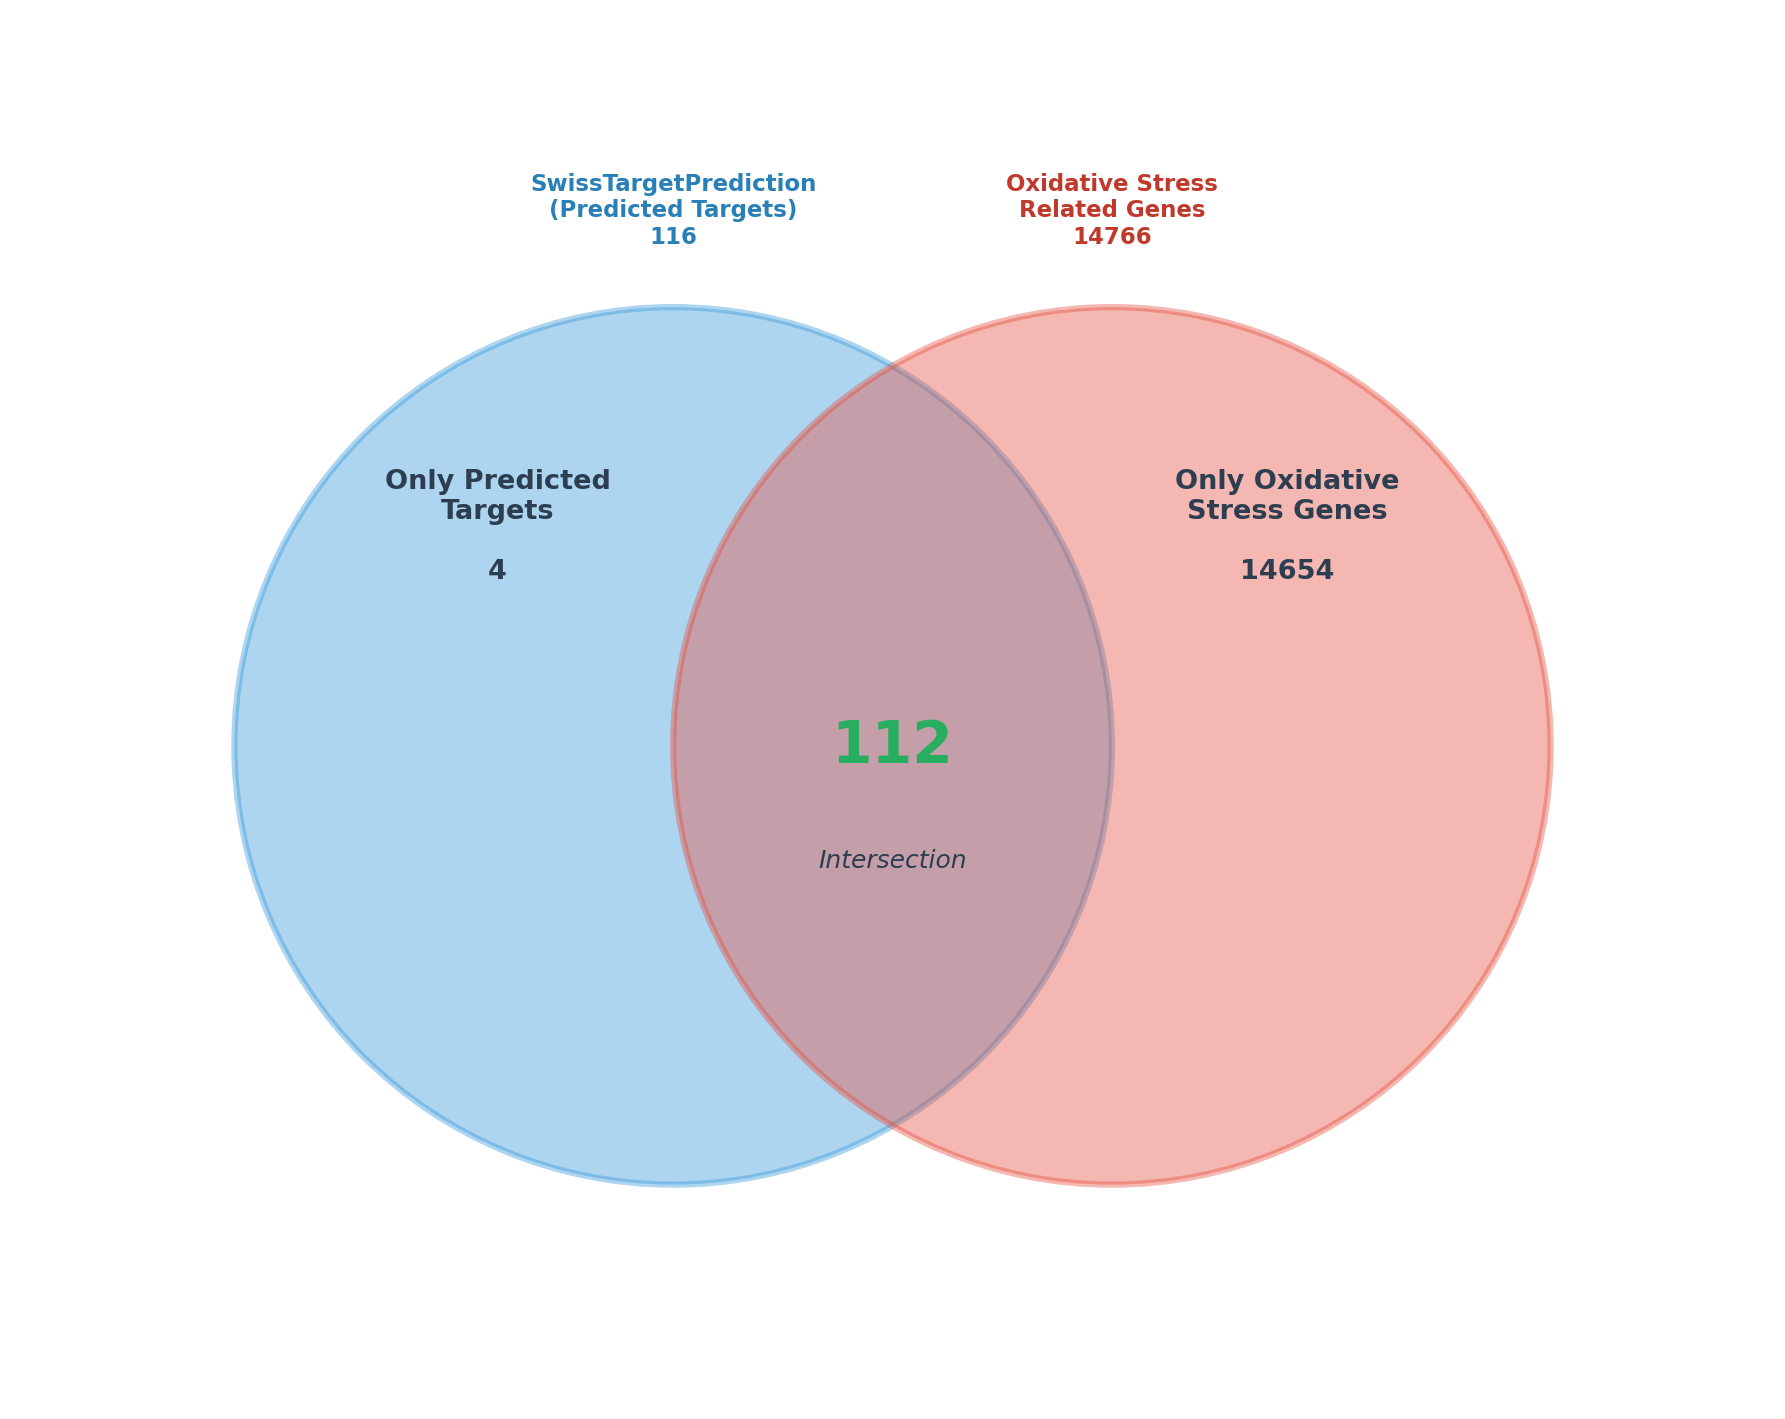 SwissTargetPrediction
(Predicted Targets)
116
Oxidative Stress
Related Genes
14766
Only Predicted
Targets
4
Only Oxidative
Stress Genes
14654
112
Intersection